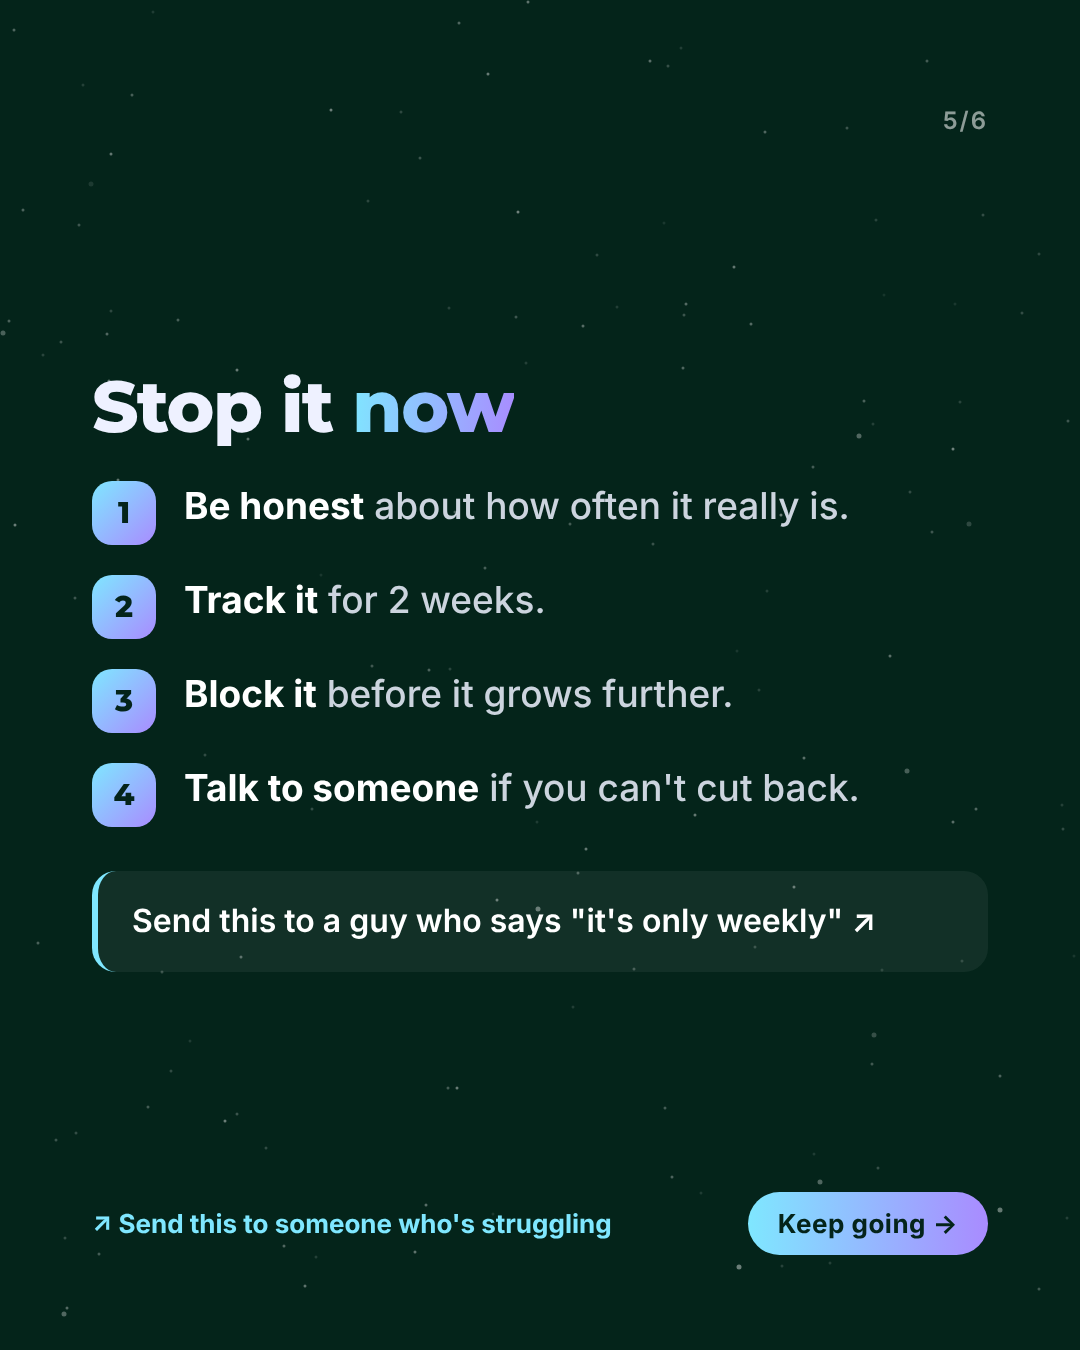 5/6
Stop it now
1 Be honest about how often it really is.
2 Track it for 2 weeks.
3 Block it before it grows further.
4 Talk to someone if you can't cut back.
Send this to a guy who says "it's only weekly" ↗
↗ Send this to someone who's struggling
Keep going →